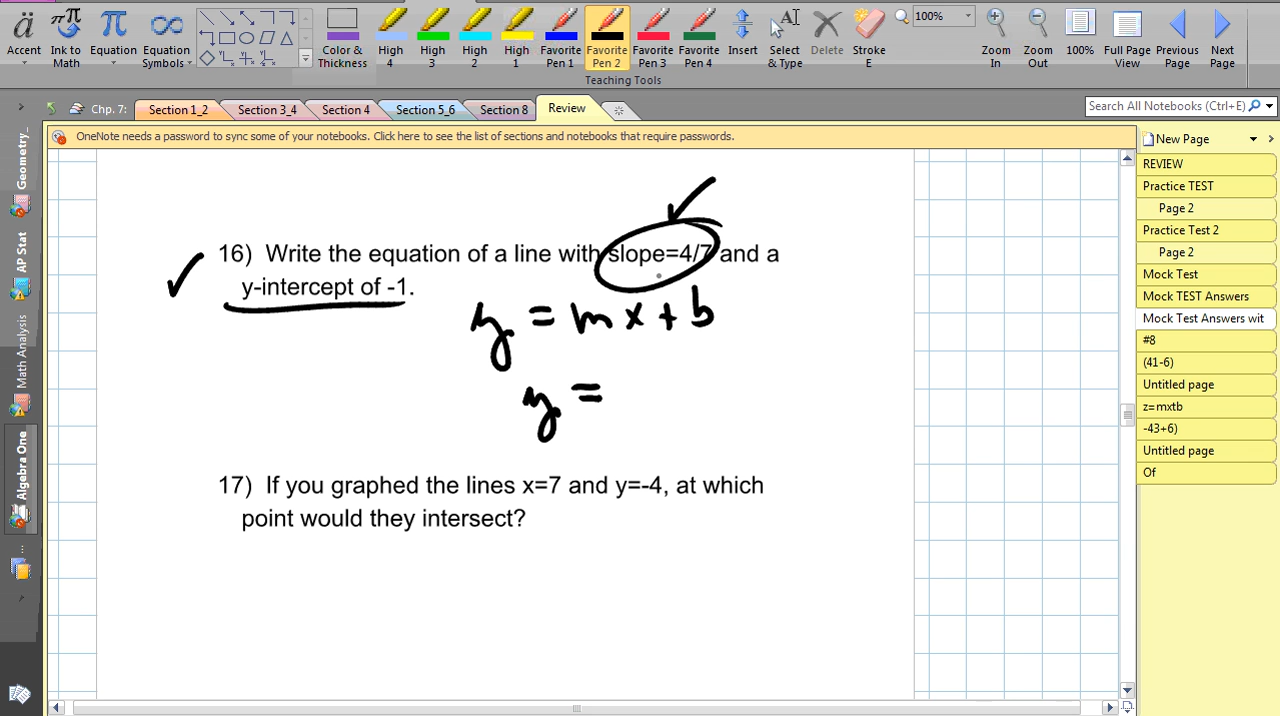 Accent
Ink to Math
Equation
Equation Symbols
Color & Thickness
High 4
High 3
High 2
High 1
Favorite Pen 1
Favorite Pen 2
Favorite Pen 3
Favorite Pen 4
Insert
Select & Type
Delete
Stroke E
100%
Zoom In
Zoom Out
100%
Full Page View
Previous Page
Next Page
Teaching Tools
Chp. 7:
Section 1_2
Section 3_4
Section 4
Section 5_6
Section 8
Review
Search All Notebooks (Ctrl+E)
OneNote needs a password to sync some of your notebooks. Click here to see the list of sections and notebooks that require passwords.
Geometry...
AP Stat
Math Analysis
Algebra One
16) Write the equation of a line with slope=4/7 and a
y-intercept of -1.
y = mx+b
y =
17) If you graphed the lines x=7 and y=-4, at which
point would they intersect?
New Page
REVIEW
Practice TEST
Page 2
Practice Test 2
Page 2
Mock Test
Mock TEST Answers
Mock Test Answers wit
#8
(41-6)
Untitled page
z=mxtb
-43+6)
Untitled page
Of